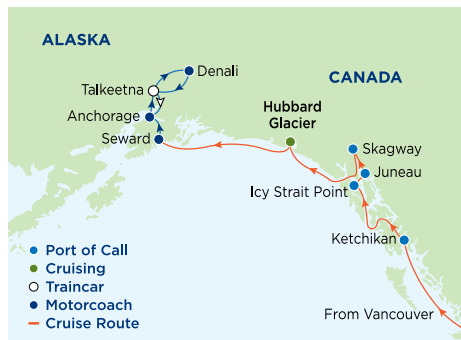 ALASKA
Denali
CANADA
Talkeetna
Hubbard
Glacier
Anchorage
Seward
Skagway
Juneau
Icy Strait Point
Ketchikan
Port of Call
Cruising
Traincar
Motorcoach
Cruise Route
From Vancouver